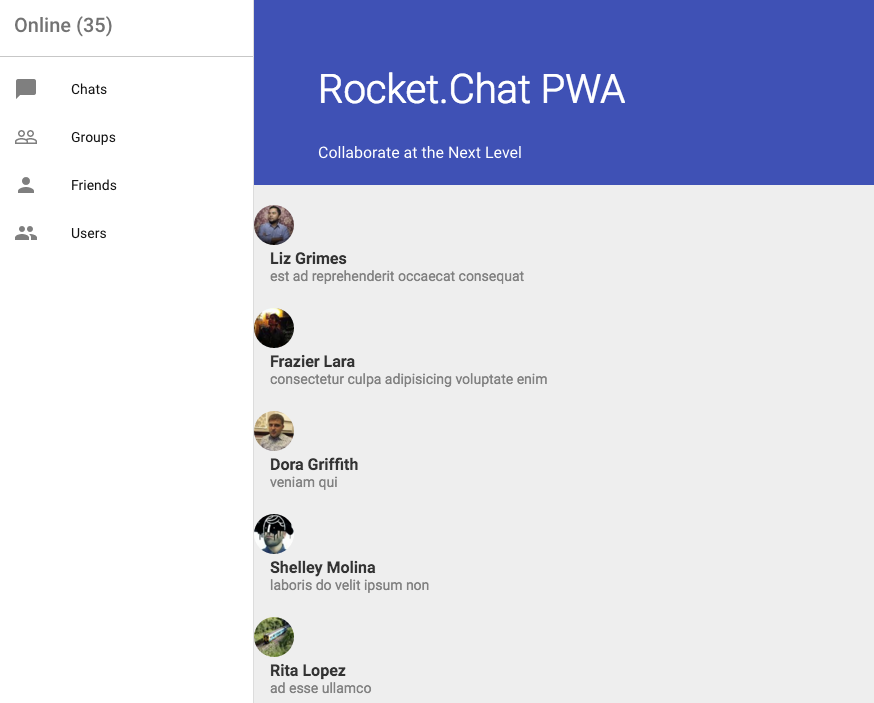 Online (35)
Chats
Groups
Friends
Users
Rocket.Chat PWA
Collaborate at the Next Level
Liz Grimes
est ad reprehenderit occaecat consequat
Frazier Lara
consectetur culpa adipisicing voluptate enim
Dora Griffith
veniam qui
Shelley Molina
laboris do velit ipsum non
Rita Lopez
ad esse ullamco